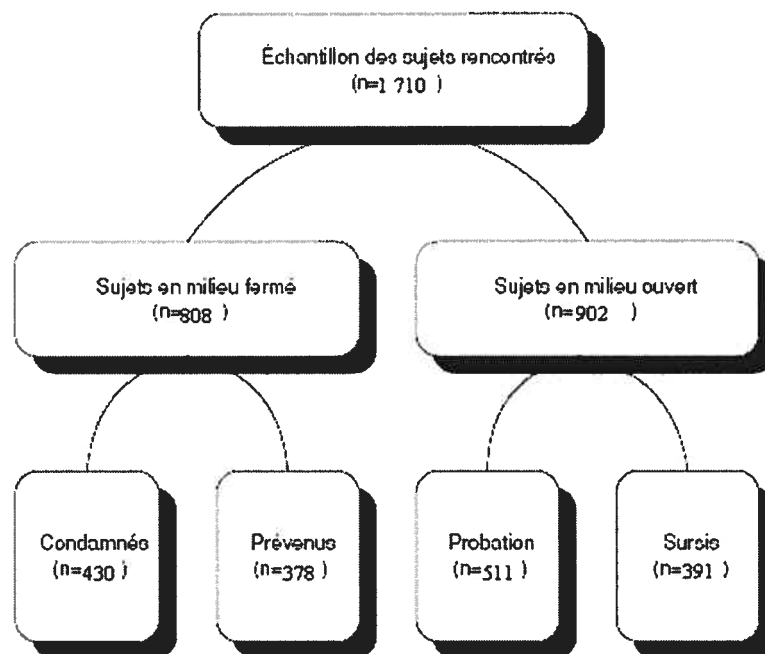 Échantillon des sujets rencontrés
(n=1 710 )
Sujets en milieu fermé
(n=808 )
Sujets en milieu ouvert
(n=902 )
Condamnés
(n=430 )
Prévenus
(n=378 )
Probation
(n=511 )
Sursis
(n=391 )